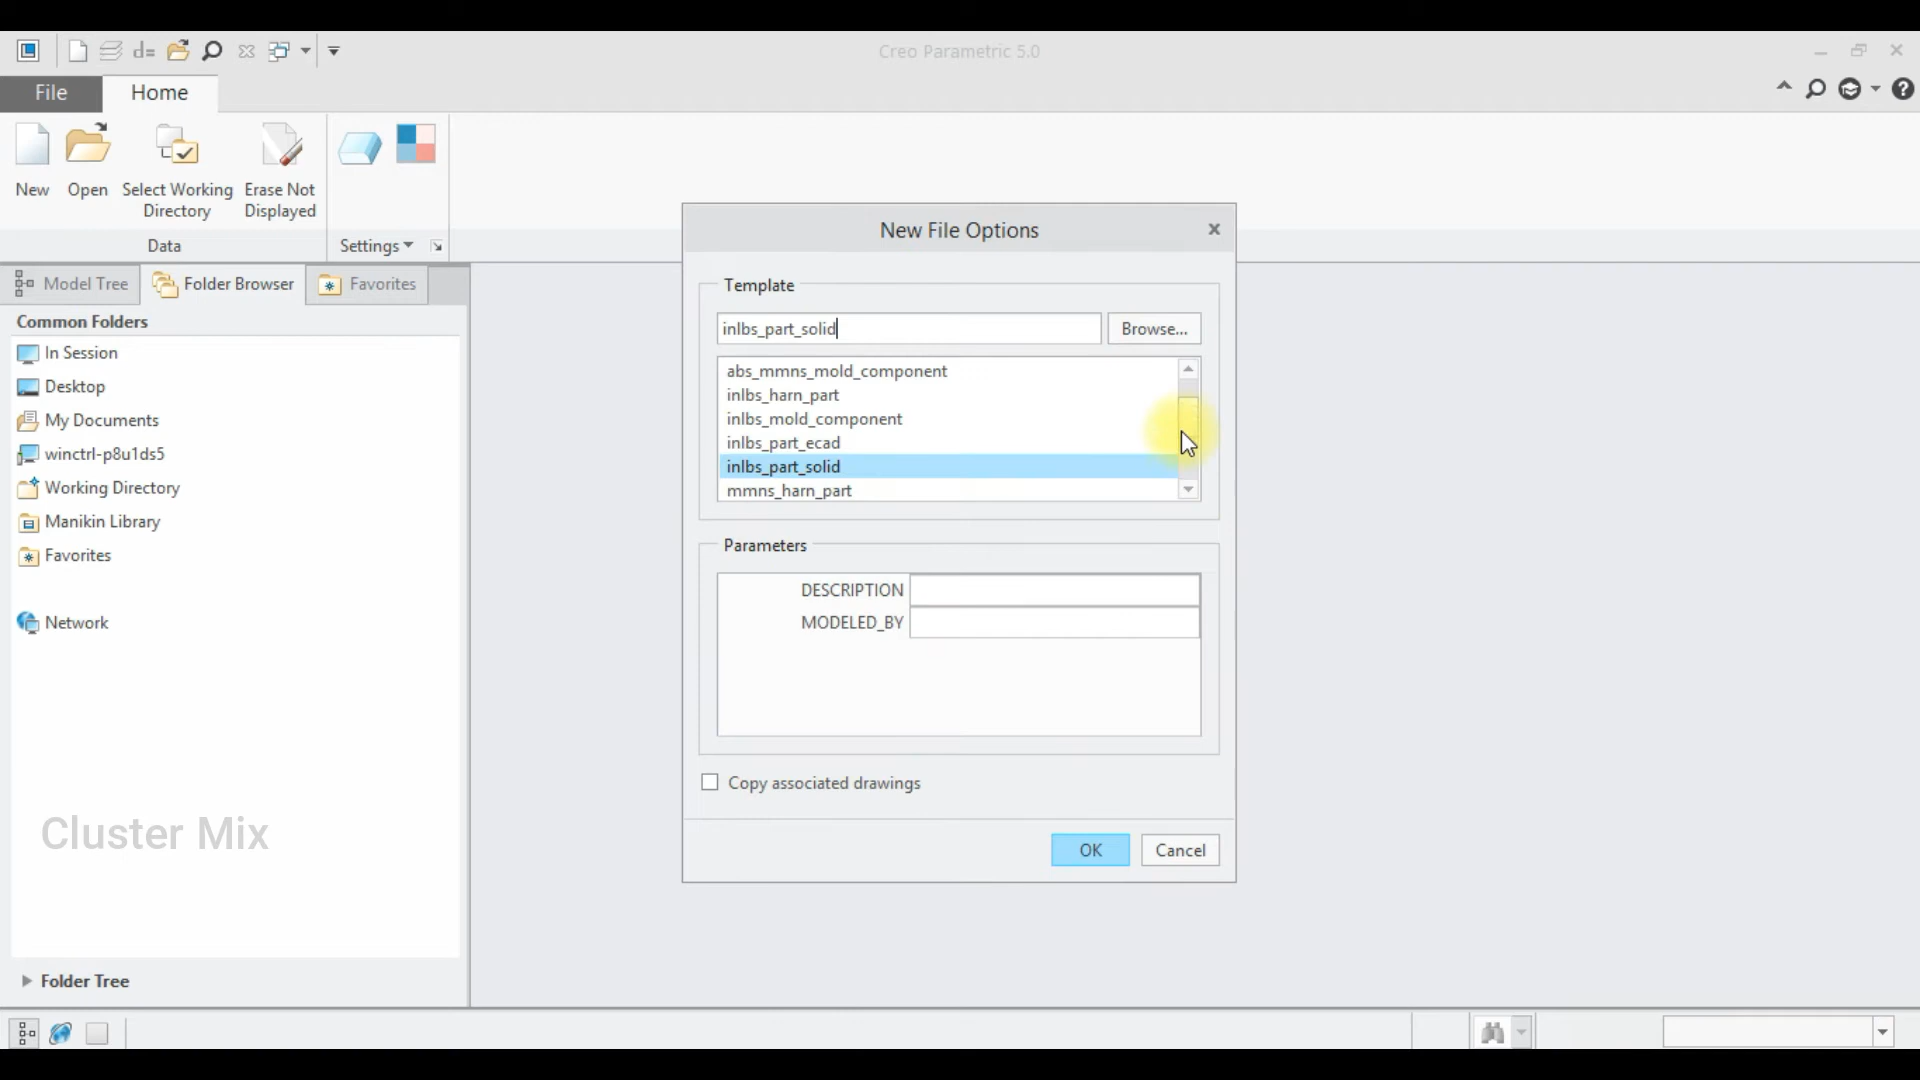 d=
Creo Parametric 5.0
File
Home
New
Open
Select Working
Directory
Erase Not
Displayed
Data
Settings
Model Tree
Folder Browser
Favorites
Common Folders
In Session
Desktop
My Documents
winctrl-p8u1ds5
Working Directory
Manikin Library
Favorites
Network
Cluster Mix
Folder Tree
New File Options
Template
inlbs_part_solid
Browse...
abs_mmns_mold_component
inlbs_harn_part
inlbs_mold_component
inlbs_part_ecad
inlbs_part_solid
mmns_harn_part
Parameters
DESCRIPTION
MODELED_BY
Copy associated drawings
OK
Cancel